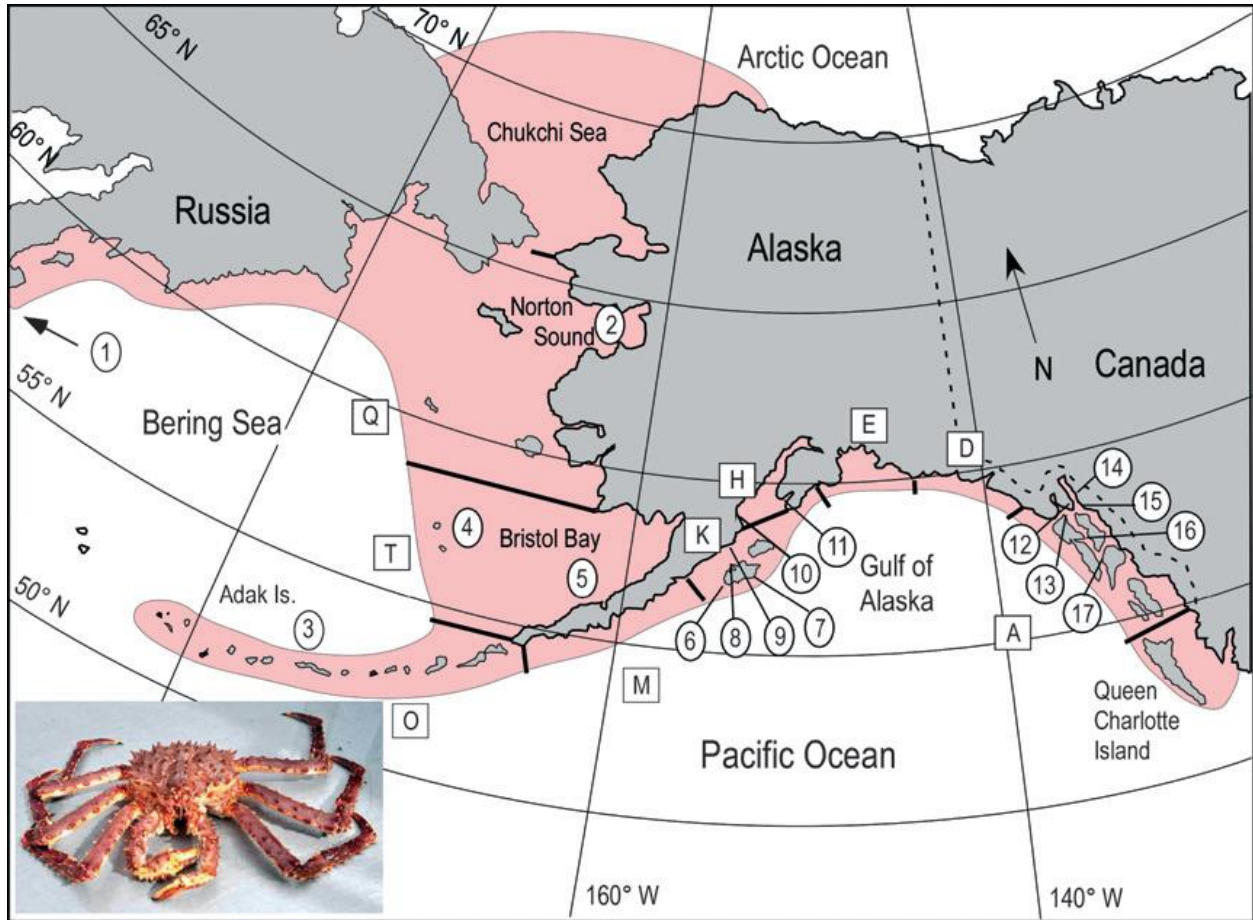 70° N
65° N
Arctic Ocean
60° N
Chukchi Sea
Russia
Alaska
Norton
Sound
2
1
N
Canada
55° N
Bering Sea
Q
E
D
H
14
15
4
Bristol Bay
K
12
16
T
5
10
11
Gulf of
Alaska
13
17
50° N
Adak Is.
3
6
8
9
7
A
M
O
Queen
Charlotte
Island
Pacific Ocean
160° W
140° W